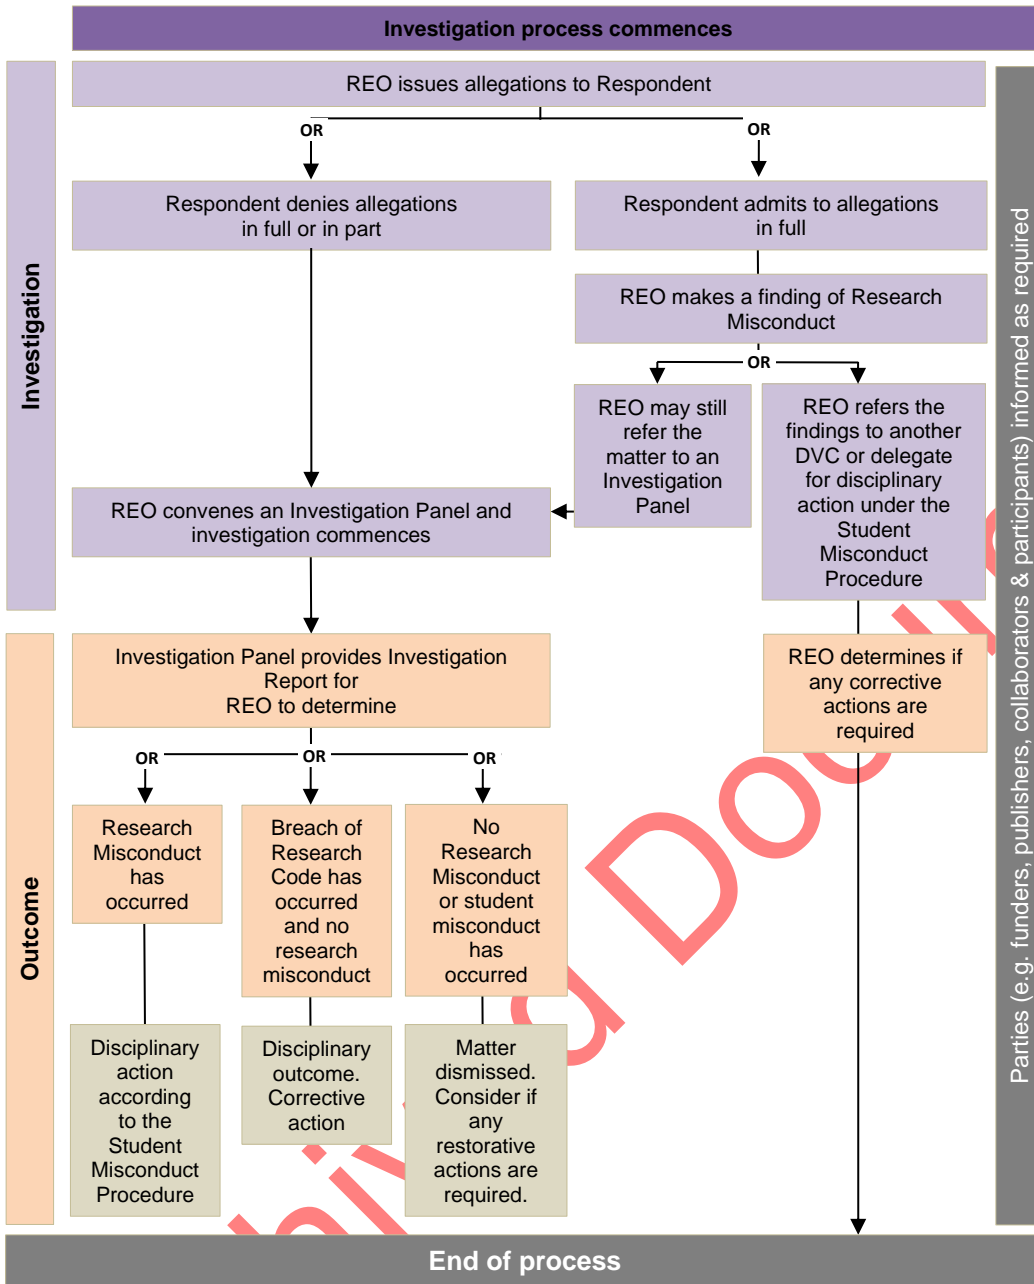 Investigation process commences
REO issues allegations to Respondent
OR
OR
Respondent denies allegations
in full or in part
Respondent admits to allegations
in full
REO makes a finding of Research
Misconduct
OR
REO may still
refer the
matter to an
Investigation
Panel
REO refers the
findings to another
DVC or delegate
for disciplinary
action under the
Student
Misconduct
Procedure
REO convenes an Investigation Panel and
investigation commences
Investigation
Investigation Panel provides Investigation
Report for
REO to determine
REO determines if
any corrective
actions are
required
OR
OR
OR
Research
Misconduct
has
occurred
Breach of
Research
Code has
occurred
and no
research
misconduct
No
Research
Misconduct
or student
misconduct
has
occurred
Outcome
Disciplinary
action
according
to the
Student
Misconduct
Procedure
Disciplinary
outcome.
Corrective
action
Matter
dismissed.
Consider if
any
restorative
actions are
required.
Parties (e.g. funders, publishers, collaborators & participants) informed as required
End of process